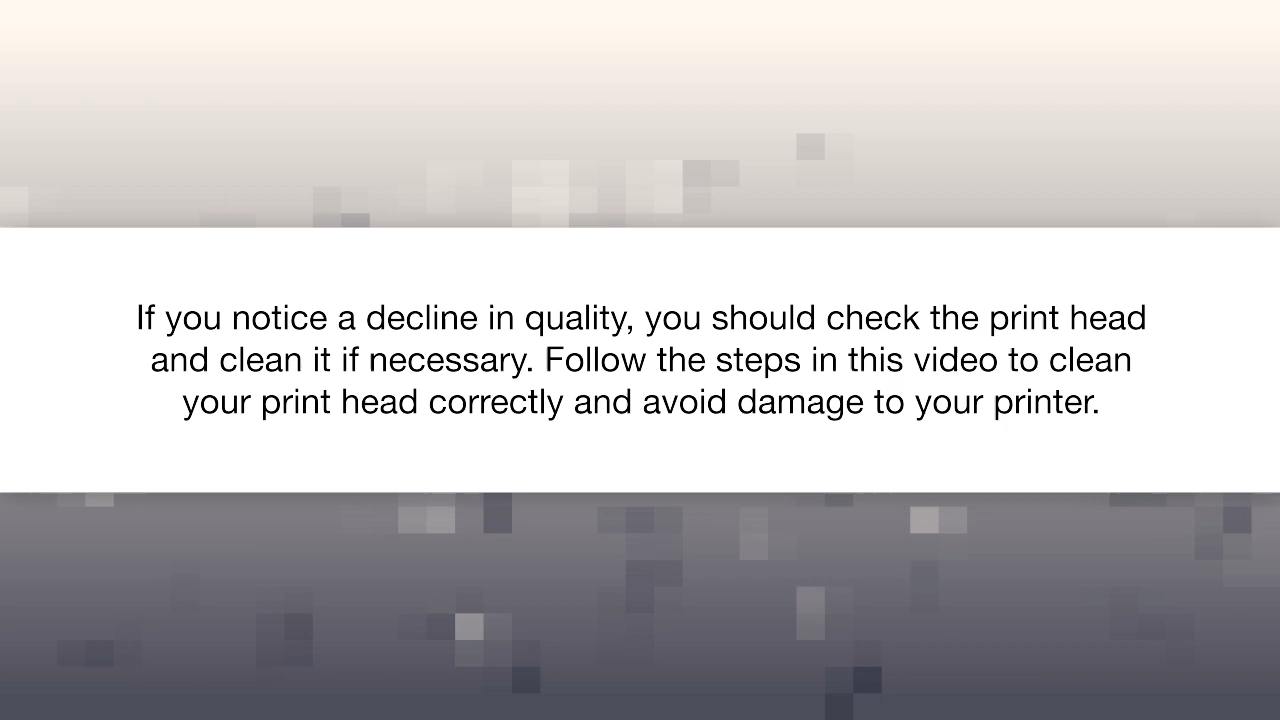 If you notice a decline in quality, you should check the print head
and clean it if necessary. Follow the steps in this video to clean
your print head correctly and avoid damage to your printer.